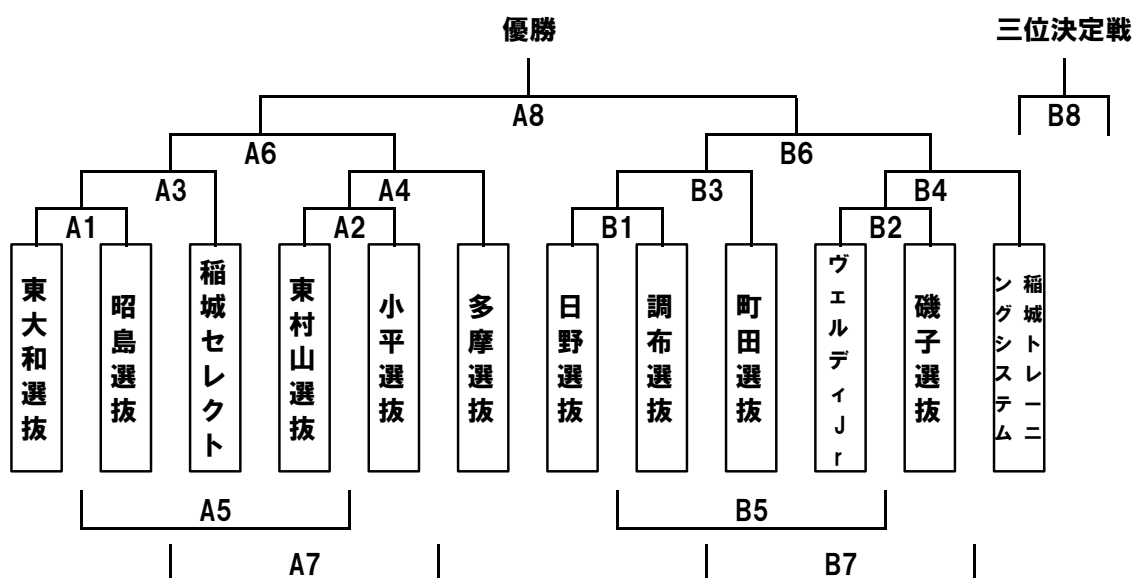 優勝
三位決定戦
A8
B8
A6
B6
A3
A4
B3
B4
A1
A2
B1
B2
東大和選抜
昭島選抜
稲城セレクト
東村山選抜
小平選抜
多摩選抜
日野選抜
調布選抜
町田選抜
ヴェルディJr
磯子選抜
稲城トレーニ
ングシステム
A5
B5
A7
B7